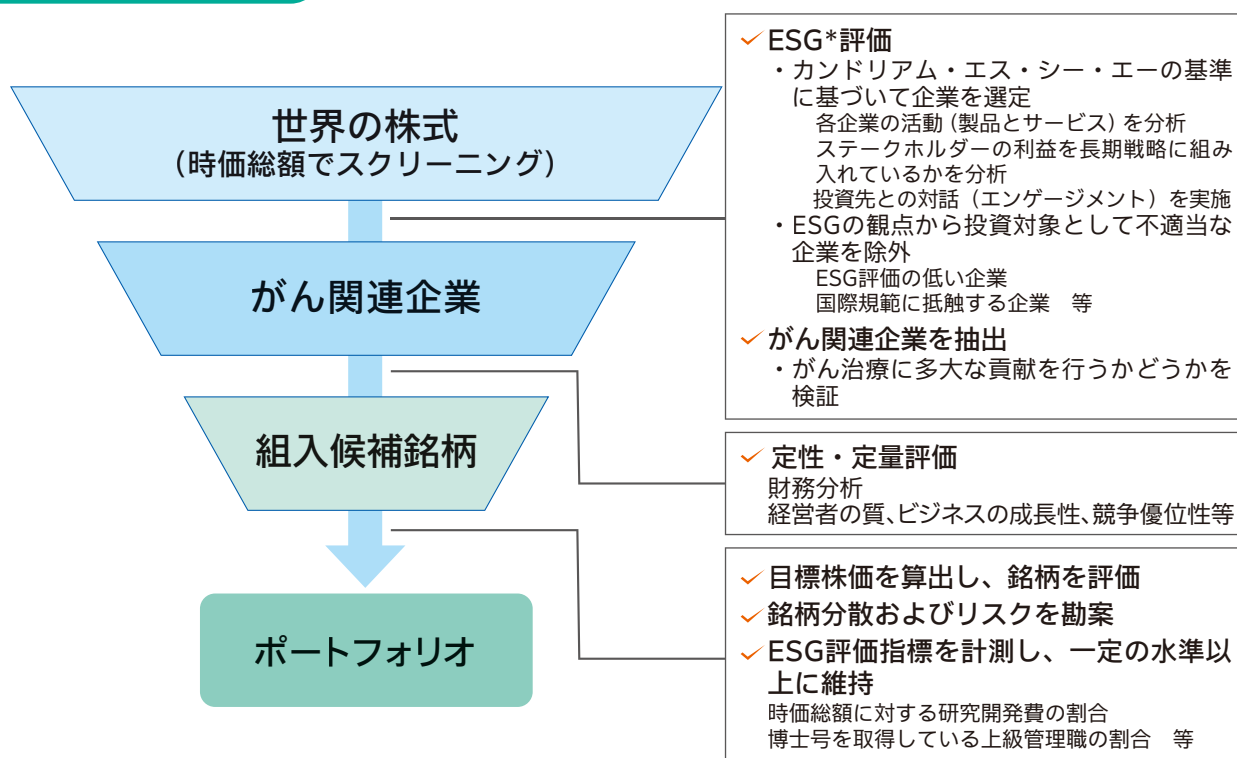 世界の株式
（時価総額でスクリーニング）
がん関連企業
組入候補銘柄
ポートフォリオ
ESG*評価
・カンドリアム・エス・シー・エーの基準
に基づいて企業を選定
各企業の活動（製品とサービス）を分析
ステークホルダーの利益を長期戦略に組み
入れているかを分析
投資先との対話（エンゲージメント）を実施
・ESGの観点から投資対象として不適当な
企業を除外
ESG評価の低い企業
国際規範に抵触する企業　等
がん関連企業を抽出
・がん治療に多大な貢献を行うかどうかを
検証
定性・定量評価
財務分析
経営者の質、ビジネスの成長性、競争優位性等
目標株価を算出し、銘柄を評価
銘柄分散およびリスクを勘案
ESG評価指標を計測し、一定の水準以
上に維持
時価総額に対する研究開発費の割合
博士号を取得している上級管理職の割合　等